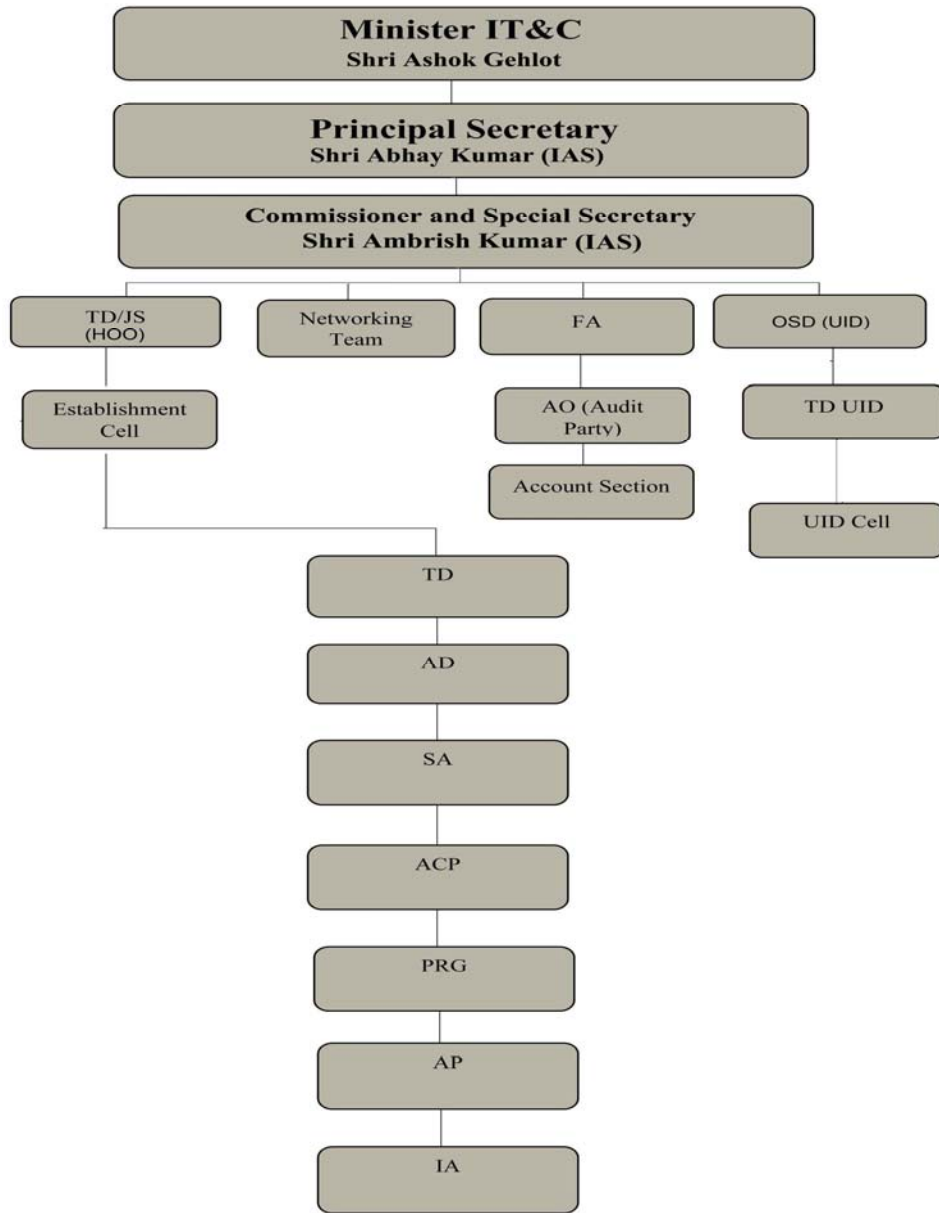 Minister IT&C
Shri Ashok Gehlot
Principal Secretary
Shri Abhay Kumar (IAS)
Commissioner and Special Secretary
Shri Ambrish Kumar (IAS)
TD/JS
(HOO)
Networking
Team
FA
OSD (UID)
Establishment
Cell
AO (Audit
Party)
TD UID
Account Section
UID Cell
TD
AD
SA
ACP
PRG
AP
IA